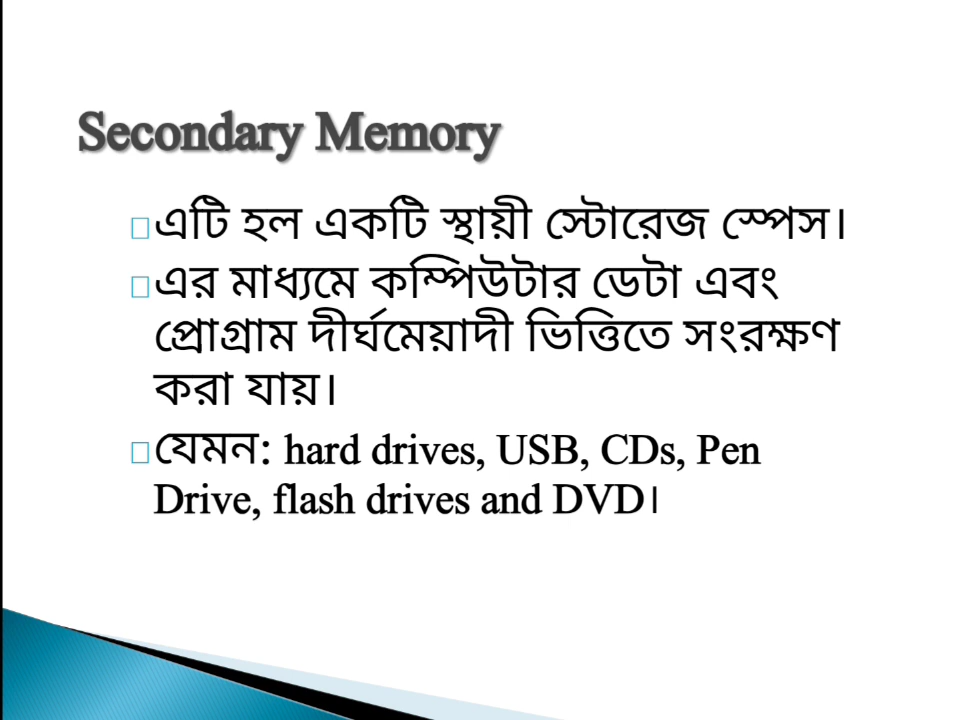 Secondary Memory
এটি হল একটি স্থায়ী স্টোরেজ স্পেস।
এর মাধ্যমে কম্পিউটার ডেটা এবং
প্রোগ্রাম দীর্ঘমেয়াদী ভিত্তিতে সংরক্ষণ
করা যায়।
যেমন: hard drives, USB, CDs, Pen
Drive, flash drives and DVD।